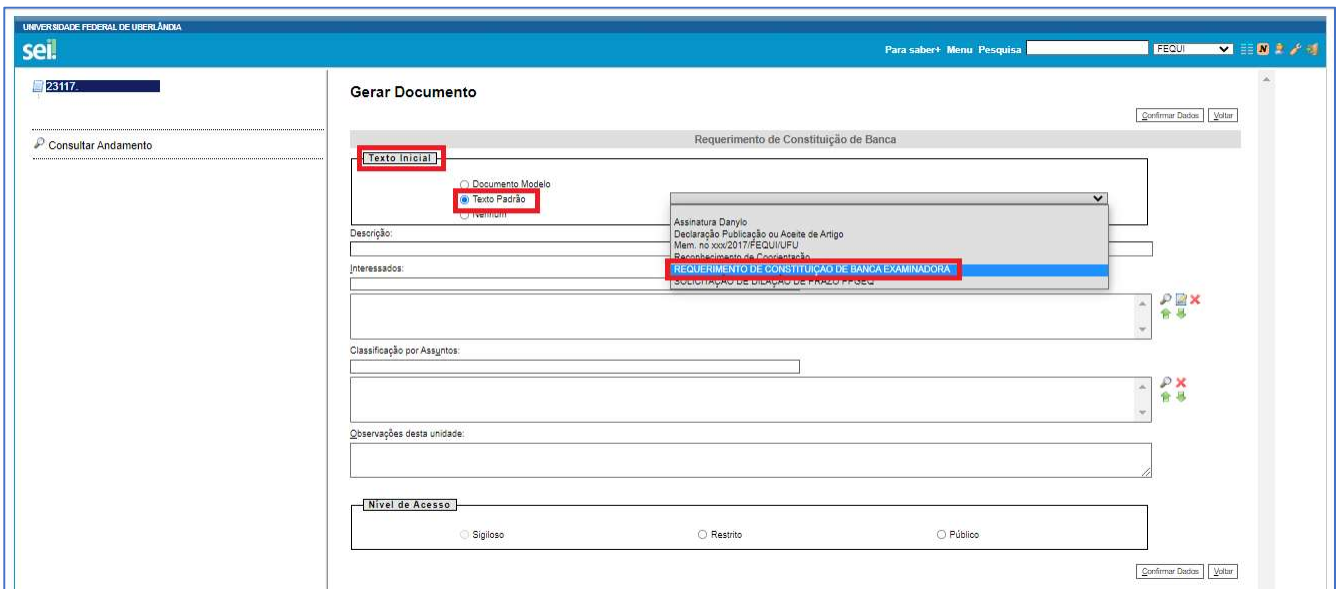 UNIVERSIDADE FEDERAL DE UBERLÂNDIA
sei!
Para saber+ Menu Pesquisa FEQUI
23117.
Consultar Andamento
Gerar Documento
Confirmar Dados Voltar
Requerimento de Constituição de Banca
Texto Inicial
Documento Modelo
Texto Padrão
Nenhum
Assinatura Danylo
Declaração Publicação ou Aceite de Artigo
Mem. no xxx/2017/FEQUI/UFU
Reconhecimento de Coorientação
REQUERIMENTO DE CONSTITUIÇÃO DE BANCA EXAMINADORA
SOLICITAÇÃO DE DILAÇÃO DE PRAZO PPGEQ
Descrição:
Interessados:
Classificação por Assuntos:
Observações desta unidade:
Nível de Acesso
Sigiloso Restrito Público
Confirmar Dados Voltar